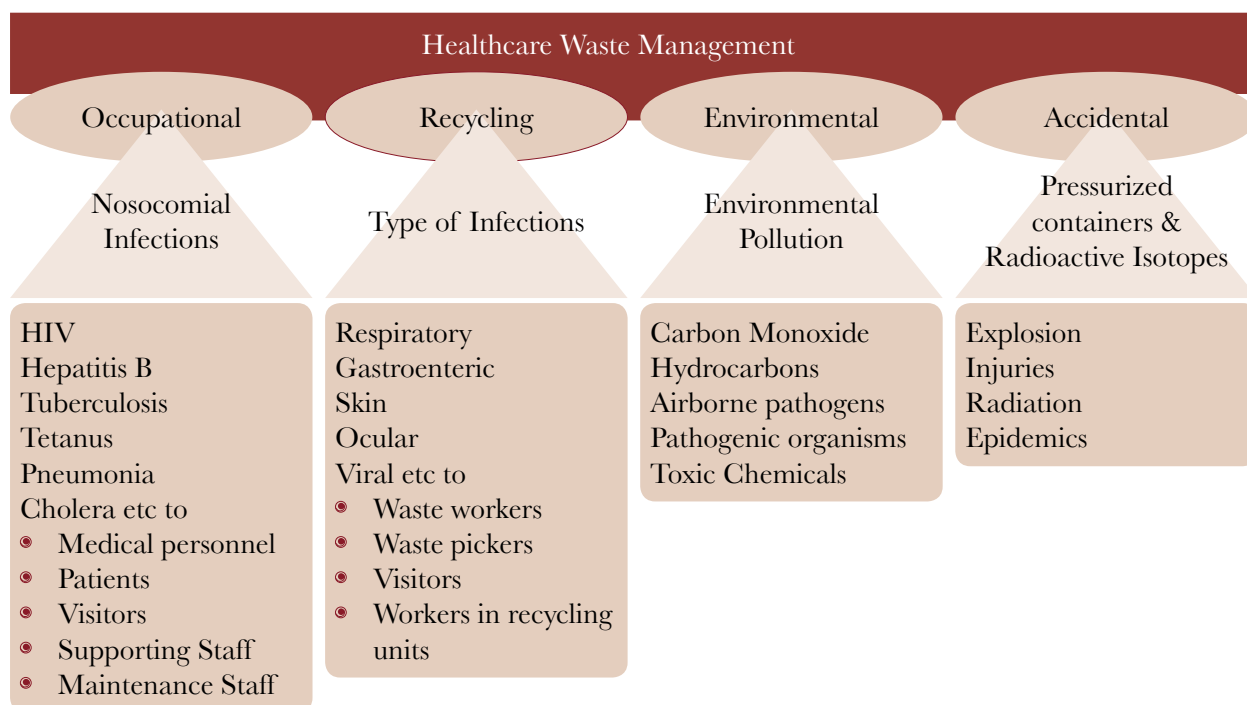 Healthcare Waste Management
Occupational
Nosocomial
Infections
HIV
Hepatitis B
Tuberculosis
Tetanus
Pneumonia
Cholera etc to
Medical personnel
Patients
Visitors
Supporting Staff
Maintenance Staff
Recycling
Type of Infections
Respiratory
Gastroenteric
Skin
Ocular
Viral etc to
Waste workers
Waste pickers
Visitors
Workers in recycling
units
Environmental
Environmental
Pollution
Carbon Monoxide
Hydrocarbons
Airborne pathogens
Pathogenic organisms
Toxic Chemicals
Accidental
Pressurized
containers &
Radioactive Isotopes
Explosion
Injuries
Radiation
Epidemics